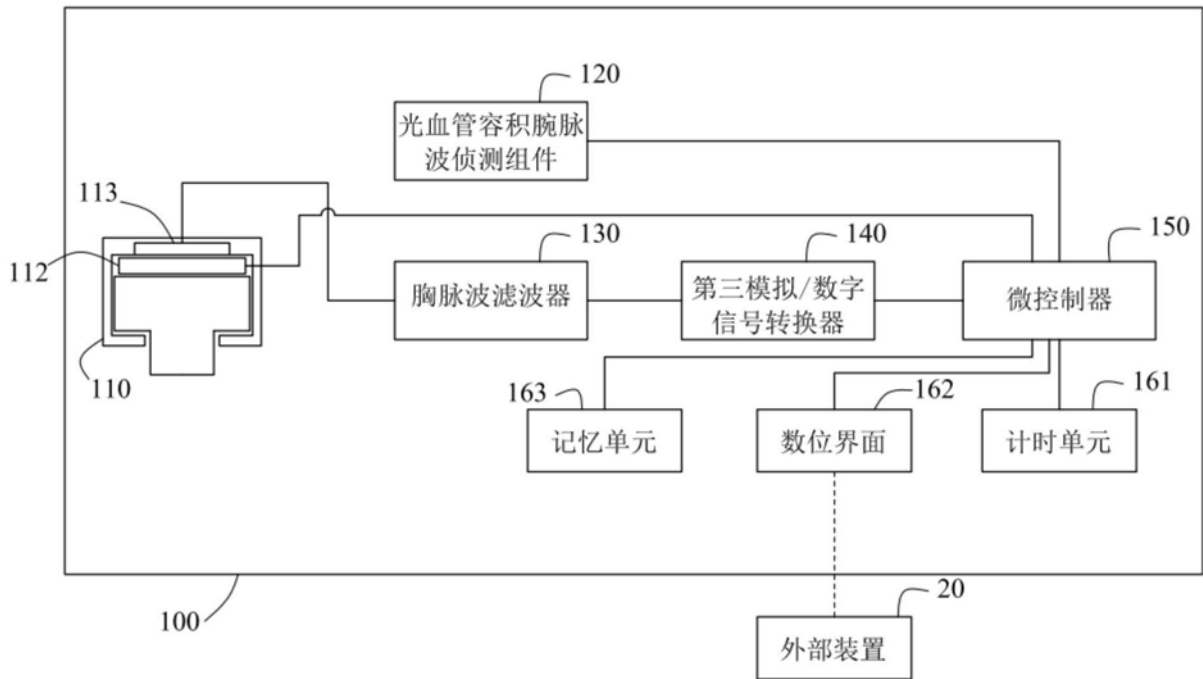 120
光血管容积腕脉
波侦测组件
113
112
110
130
胸脉波滤波器
140
第三模拟/数字
信号转换器
150
微控制器
163
记忆单元
162
数位界面
161
计时单元
100
20
外部装置